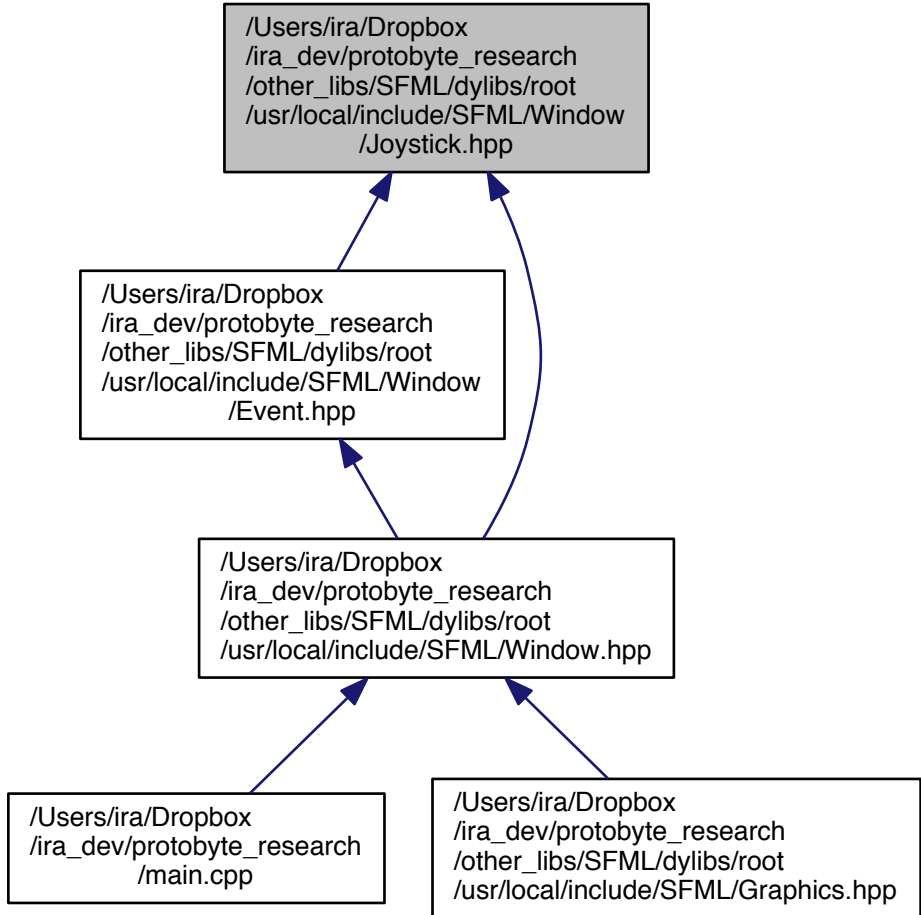 /Users/ira/Dropbox
/ira_dev/protobyte_research
/other_libs/SFML/dylibs/root
/usr/local/include/SFML/Window
/Joystick.hpp
/Users/ira/Dropbox
/ira_dev/protobyte_research
/other_libs/SFML/dylibs/root
/usr/local/include/SFML/Window
/Event.hpp
/Users/ira/Dropbox
/ira_dev/protobyte_research
/other_libs/SFML/dylibs/root
/usr/local/include/SFML/Window.hpp
/Users/ira/Dropbox
/ira_dev/protobyte_research
/main.cpp
/Users/ira/Dropbox
/ira_dev/protobyte_research
/other_libs/SFML/dylibs/root
/usr/local/include/SFML/Graphics.hpp